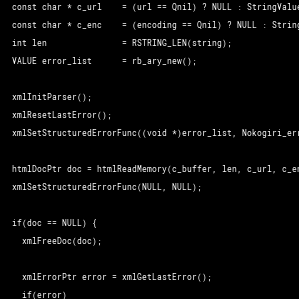 const char * c_url    = (url == Qnil) ? NULL : StringValue
const char * c_enc    = (encoding == Qnil) ? NULL : String
int len               = RSTRING_LEN(string);
VALUE error_list      = rb_ary_new();
xmlInitParser();
xmlResetLastError();
xmlSetStructuredErrorFunc((void *)error_list, Nokogiri_err
htmlDocPtr doc = htmlReadMemory(c_buffer, len, c_url, c_en
xmlSetStructuredErrorFunc(NULL, NULL);
if(doc == NULL) {
xmlFreeDoc(doc);
xmlErrorPtr error = xmlGetLastError();
if(error)